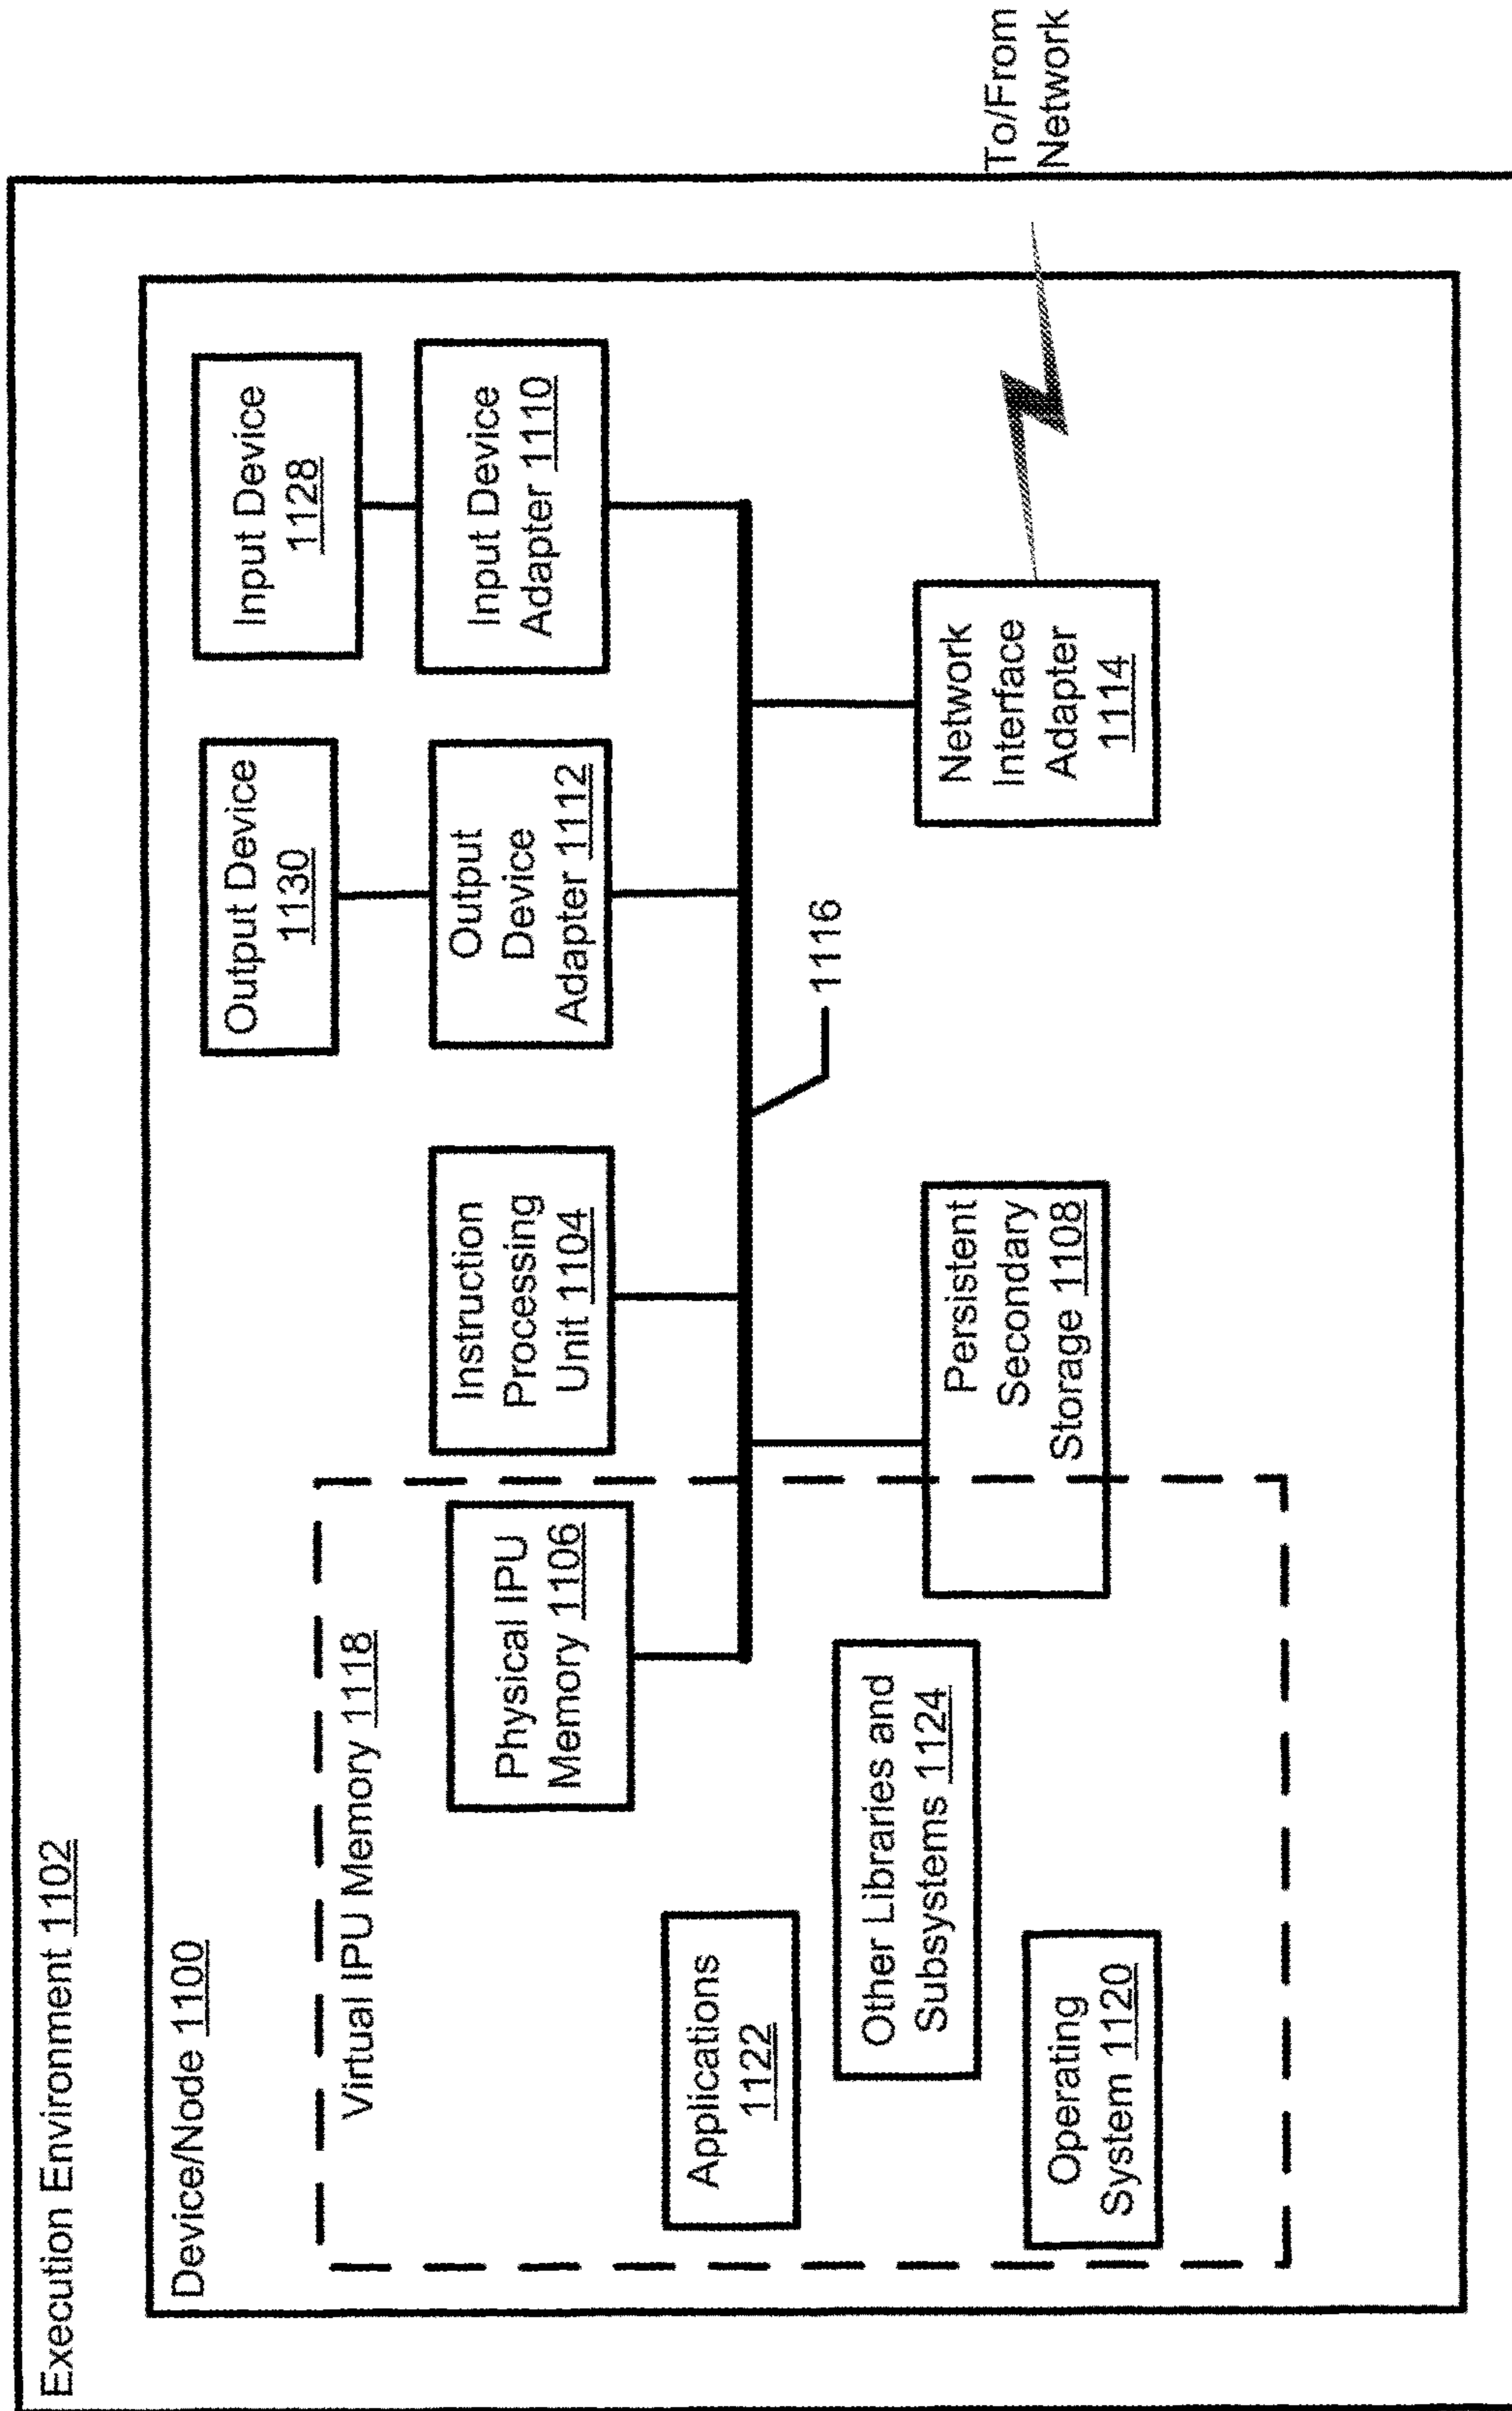 Execution Environment 1102
Device/Node 1100
Virtual IPU Memory 1118
Output Device
1130
Input Device
1128
Physical IPU
Memory 1106
Instruction
Processing
Unit 1104
Output
Device
Adapter 1112
Input Device
Adapter 1110
Applications
1122
1116
Other Libraries and
Subsystems 1124
Persistent
Secondary
Storage 1108
Network
Interface
Adapter
1114
To/From
Network
Operating
System 1120